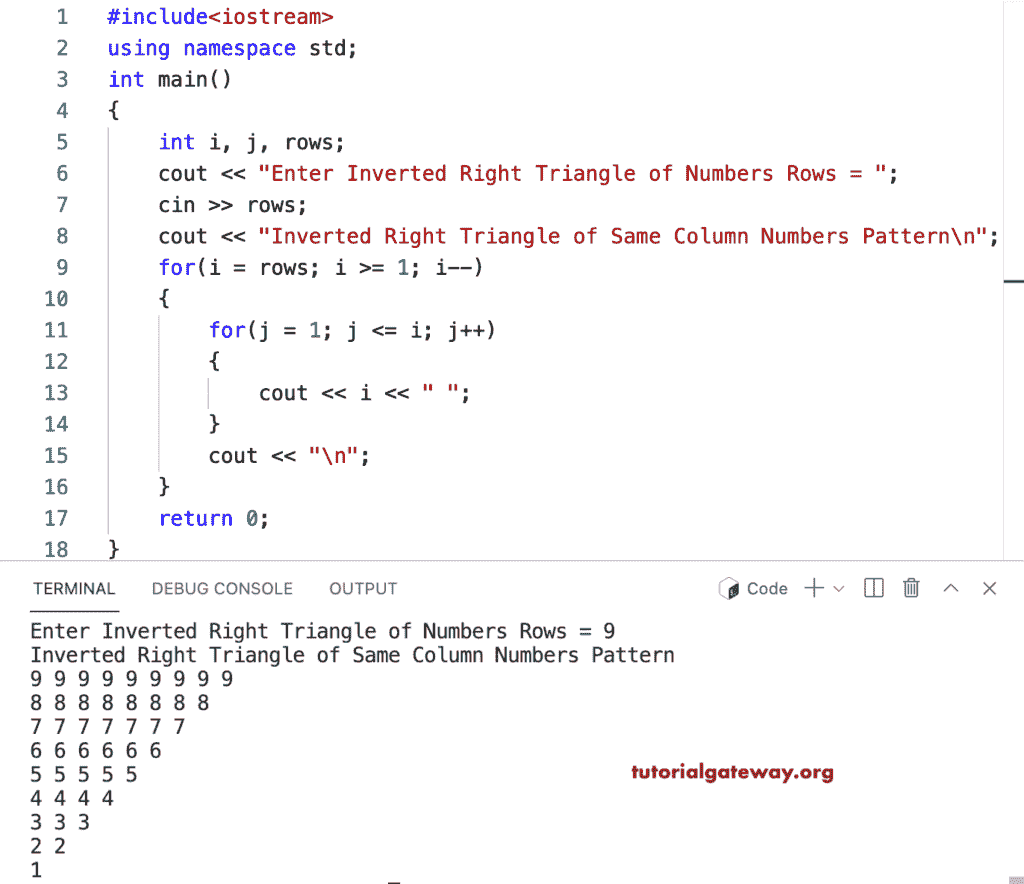 1 #include<iostream>
2 using namespace std;
3 int main()
4 {
5     int i, j, rows;
6     cout << "Enter Inverted Right Triangle of Numbers Rows = ";
7     cin >> rows;
8     cout << "Inverted Right Triangle of Same Column Numbers Pattern\n";
9     for(i = rows; i >= 1; i--)
10     {
11         for(j = 1; j <= i; j++)
12         {
13             cout << i << " ";
14         }
15         cout << "\n";
16     }
17     return 0;
18 }
TERMINAL DEBUG CONSOLE OUTPUT Code
Enter Inverted Right Triangle of Numbers Rows = 9
Inverted Right Triangle of Same Column Numbers Pattern
9 9 9 9 9 9 9 9 9
8 8 8 8 8 8 8 8
7 7 7 7 7 7 7
6 6 6 6 6 6
5 5 5 5 5
tutorialgateway.org
4 4 4 4
3 3 3
2 2
1